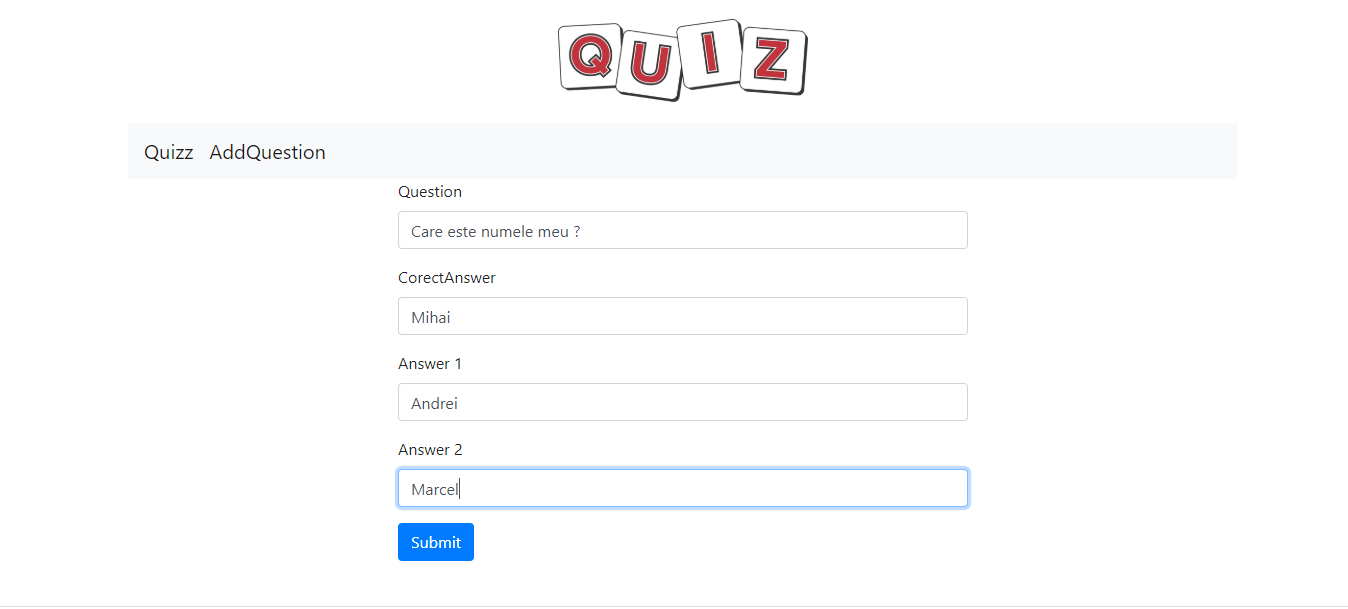 QUIZ
Quizz AddQuestion
Question
Care este numele meu ?
CorectAnswer
Mihai
Answer 1
Andrei
Answer 2
Marcel
Submit